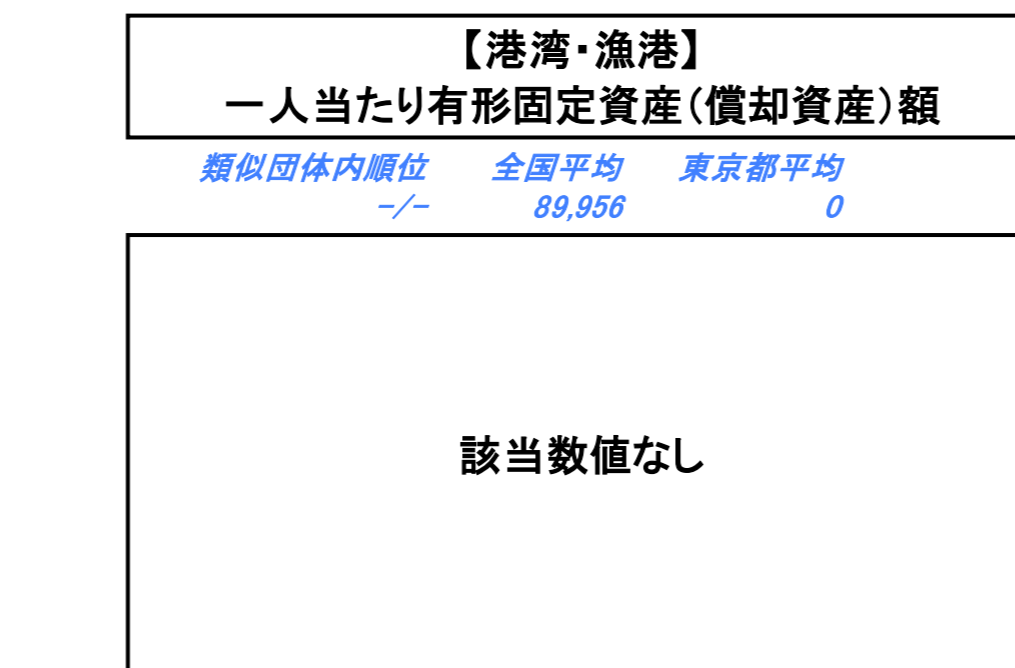 【港湾・漁港】
一人当たり有形固定資産(償却資産)額
類似団体内順位 全国平均 東京都平均
-/- 89,956 0
該当数値なし